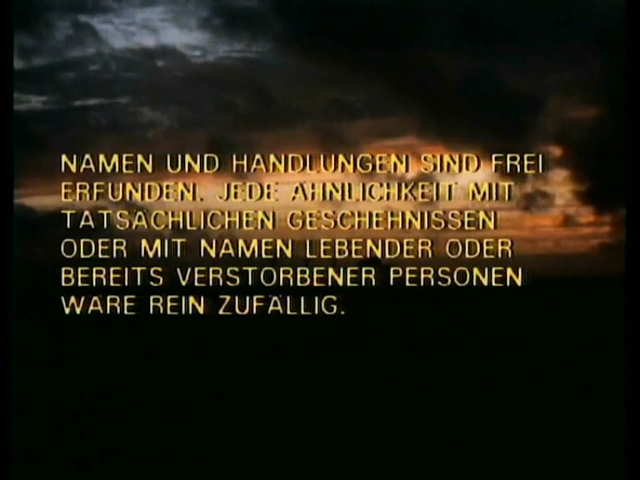 NAMEN UND HANDLUNGEN SIND FREI
ERFUNDEN. JEDE ÄHNLICHKEIT MIT
TATSÄCHLICHEN GESCHEHNISSEN
ODER MIT NAMEN LEBENDER ODER
BEREITS VERSTORBENER PERSONEN
WÄRE REIN ZUFÄLLIG.